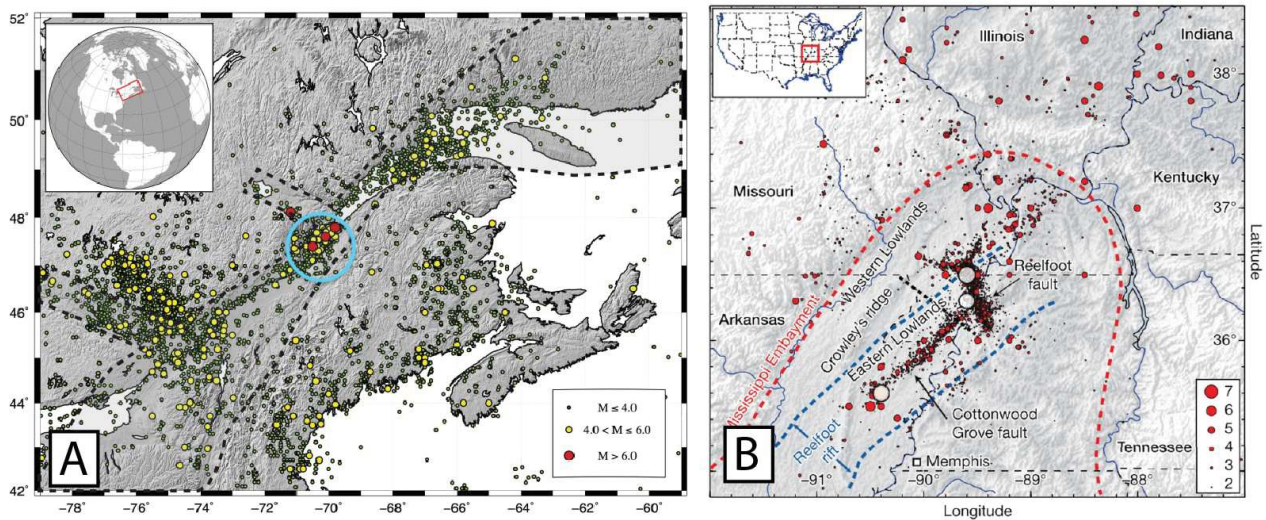 52˚
50˚
48˚
46˚
44˚
42˚
−78˚
−76˚
−74˚
−72˚
−70˚
−68˚
−66˚
−64˚
−62˚
−60˚
A
M ≤ 4.0
4.0 < M ≤ 6.0
M > 6.0
Illinois
Indiana
38°
Missouri
Kentucky
37°
Latitude
Western Lowlands
Reelfoot
fault
Arkansas
Crowley's ridge
Eastern Lowlands
36°
Mississippi Embayment
Cottonwood
Grove fault
Reelfoot
rift
Memphis
Tennessee
7
6
5
4
3
2
B
−91°
−90°
−89°
−88°
Longitude